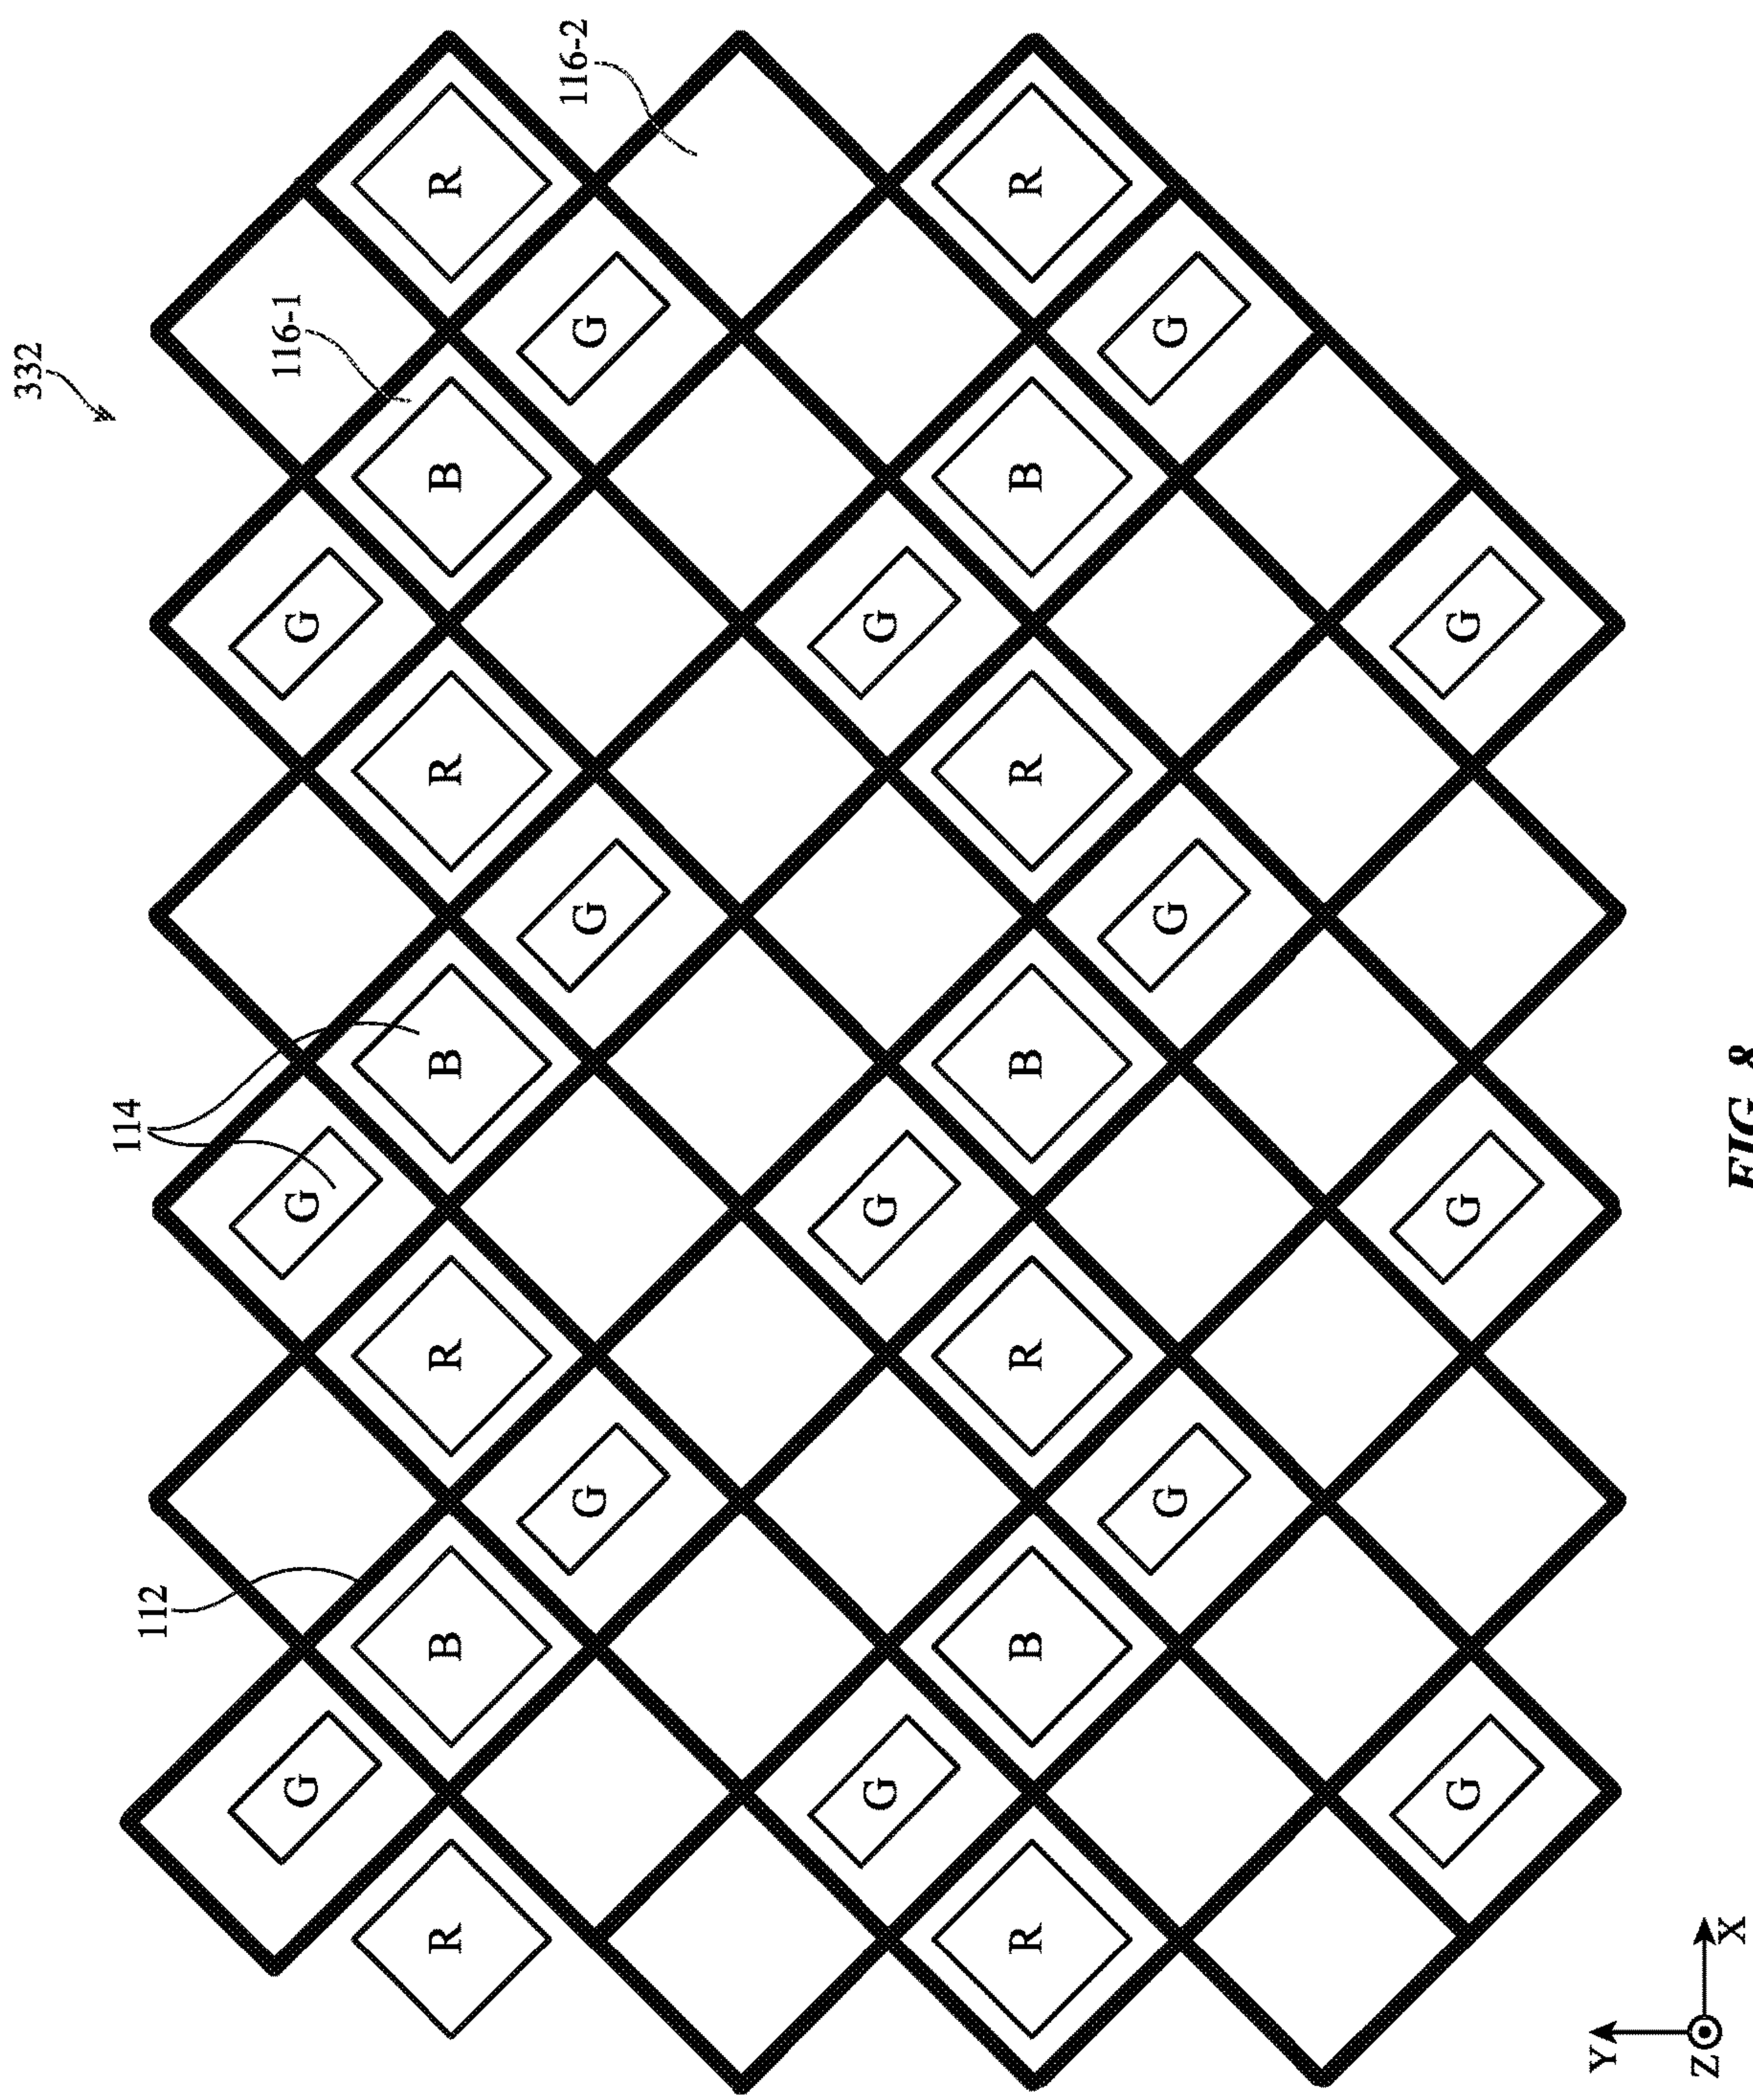 332
114
112
116-1
G G G
R B R B R B R
116-2
G G G
G G G
R B R B R B R
G G G
G G G
Y
Z
X
FIG. 8